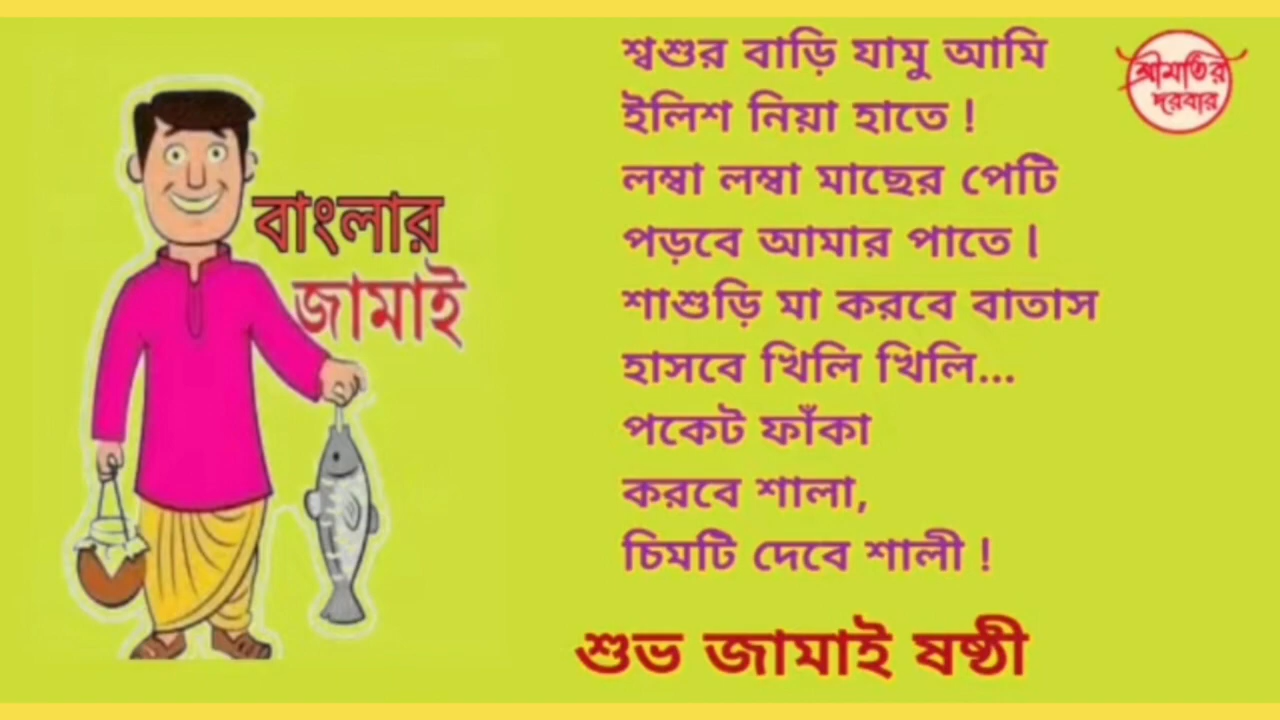 বাংলার
জামাই
শ্বশুর বাড়ি যামু আমি
ইলিশ নিয়া হাতে !
লম্বা লম্বা মাছের পেটি
পড়বে আমার পাতে।
শাশুড়ি মা করবে বাতাস
হাসবে খিলি খিলি...
পকেট ফাঁকা
করবে শালা,
চিমটি দেবে শালী !
শুভ জামাই ষষ্ঠী
শ্রীমতির
দরবার